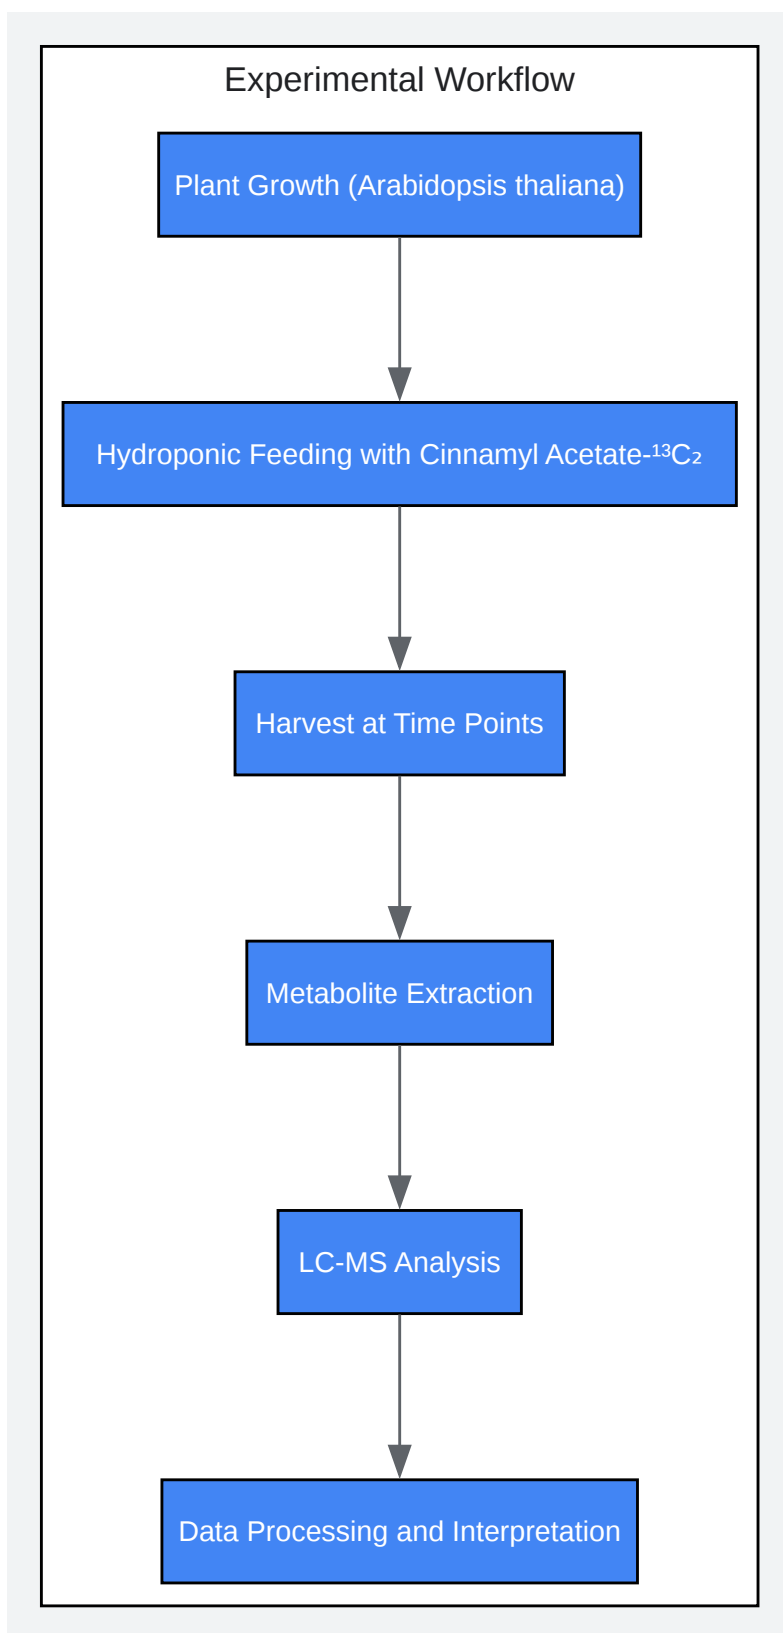 Experimental Workflow
Plant Growth (Arabidopsis thaliana)
Hydroponic Feeding with Cinnamyl Acetate-¹³C₂
Harvest at Time Points
Metabolite Extraction
LC-MS Analysis
Data Processing and Interpretation